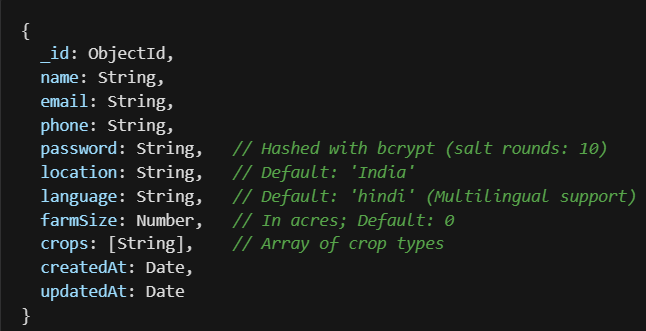 {
  _id: ObjectId,
  name: String,
  email: String,
  phone: String,
  password: String,   // Hashed with bcrypt (salt rounds: 10)
  location: String,   // Default: 'India'
  language: String,   // Default: 'hindi' (Multilingual support)
  farmSize: Number,   // In acres; Default: 0
  crops: [String],    // Array of crop types
  createdAt: Date,
  updatedAt: Date
}